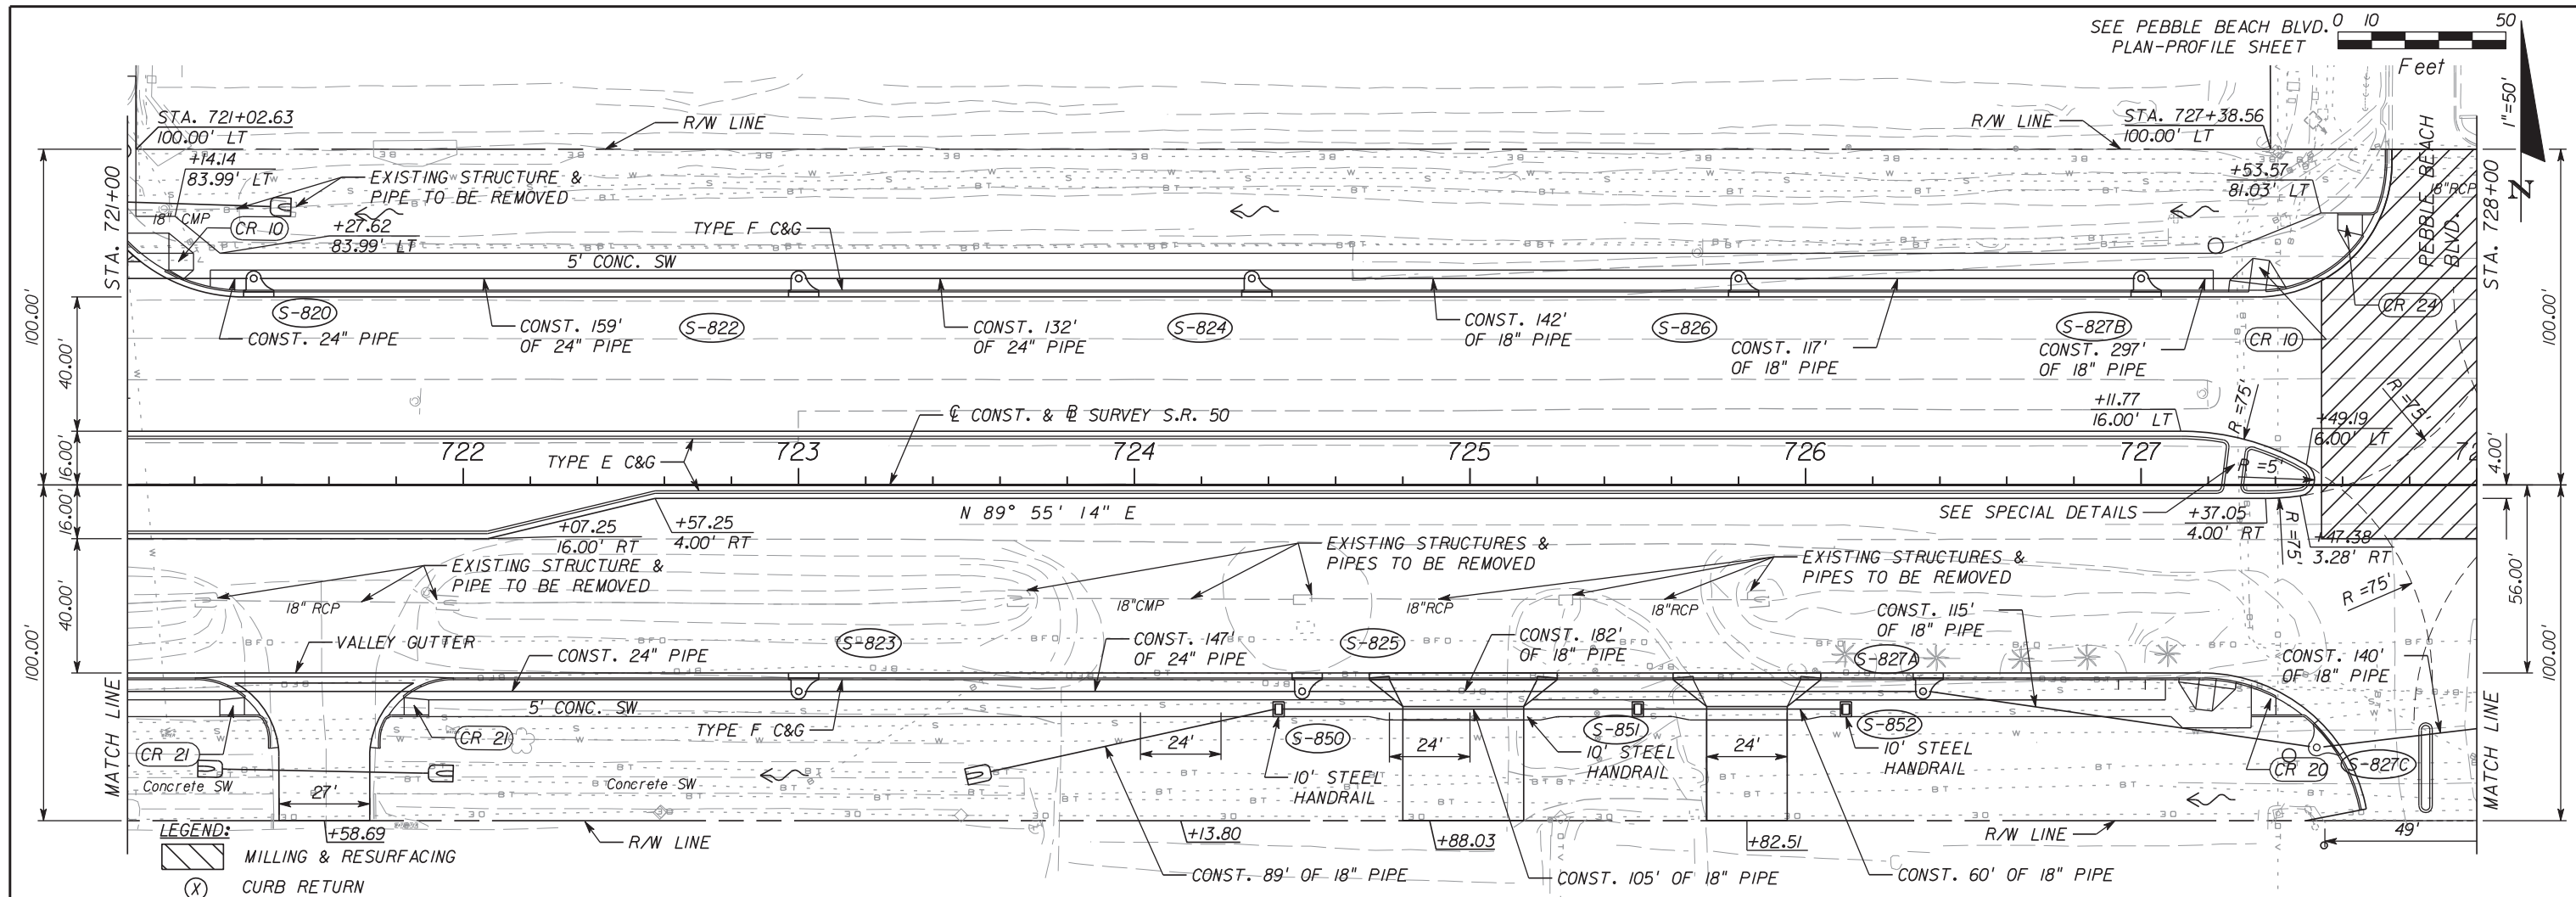 SEE PEBBLE BEACH BLVD.
PLAN-PROFILE SHEET
0 10 50
Feet
1"=50'
N
STA. 721+02.63
100.00' LT
+14.14
83.99' LT
R/W LINE
R/W LINE
STA. 727+38.56
100.00' LT
EXISTING STRUCTURE &
PIPE TO BE REMOVED
18" CMP
CR 10
+27.62
83.99' LT
TYPE F C&G
5' CONC. SW
+53.57
81.03' LT
18"RCP
PEBBLE BEACH
BLVD.
STA. 721+00
STA. 728+00
S-820
CONST. 24" PIPE
CONST. 159'
OF 24" PIPE
S-822
CONST. 132'
OF 24" PIPE
S-824
CONST. 142'
OF 18" PIPE
S-826
CONST. 117'
OF 18" PIPE
S-827B
CONST. 297'
OF 18" PIPE
CR 10
CR 24
100.00'
40.00'
16.00'
16.00'
40.00'
100.00'
100.00'
4.00'
56.00'
100.00'
℄ CONST. & B SURVEY S.R. 50
+11.77
16.00' LT
R =75'
R =75'
+49.19
6.00' LT
722
723
724
725
726
727
72
TYPE E C&G
R =5'
N 89° 55' 14" E
+07.25
16.00' RT
+57.25
4.00' RT
SEE SPECIAL DETAILS
+37.05
4.00' RT
R =75'
+47.38
3.28' RT
R =75'
EXISTING STRUCTURE &
PIPE TO BE REMOVED
EXISTING STRUCTURES &
PIPES TO BE REMOVED
EXISTING STRUCTURES &
PIPES TO BE REMOVED
18" RCP
18"CMP
18"RCP
18"RCP
VALLEY GUTTER
CONST. 24" PIPE
S-823
CONST. 147'
OF 24" PIPE
S-825
CONST. 182'
OF 18" PIPE
CONST. 115'
OF 18" PIPE
S-827A
CONST. 140'
OF 18" PIPE
MATCH LINE
MATCH LINE
5' CONC. SW
TYPE F C&G
CR 21
CR 21
24'
S-850
24'
S-851
24'
S-852
10' STEEL
HANDRAIL
10' STEEL
HANDRAIL
10' STEEL
HANDRAIL
CR 20
S-827C
Concrete SW
Concrete SW
27'
+58.69
R/W LINE
+13.80
+88.03
+82.51
R/W LINE
49'
LEGEND:
MILLING & RESURFACING
X CURB RETURN
CONST. 89' OF 18" PIPE
CONST. 105' OF 18" PIPE
CONST. 60' OF 18" PIPE